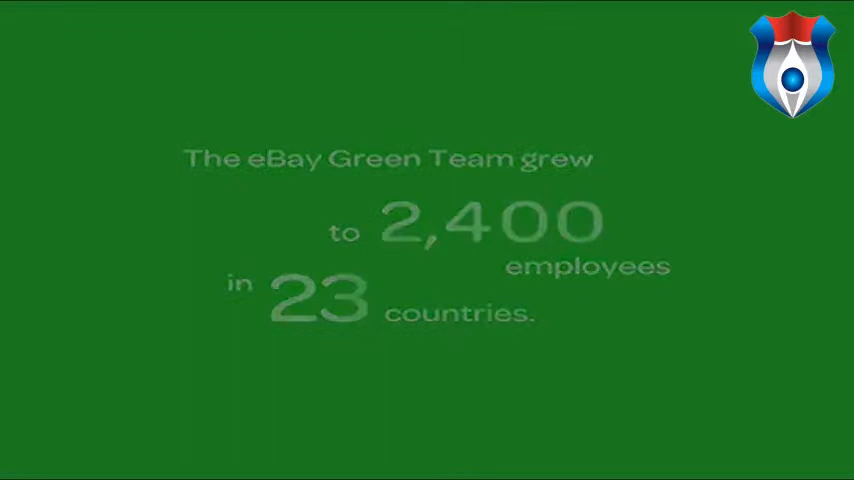 The eBay Green Team grew
to 2,400
employees
in 23 countries.